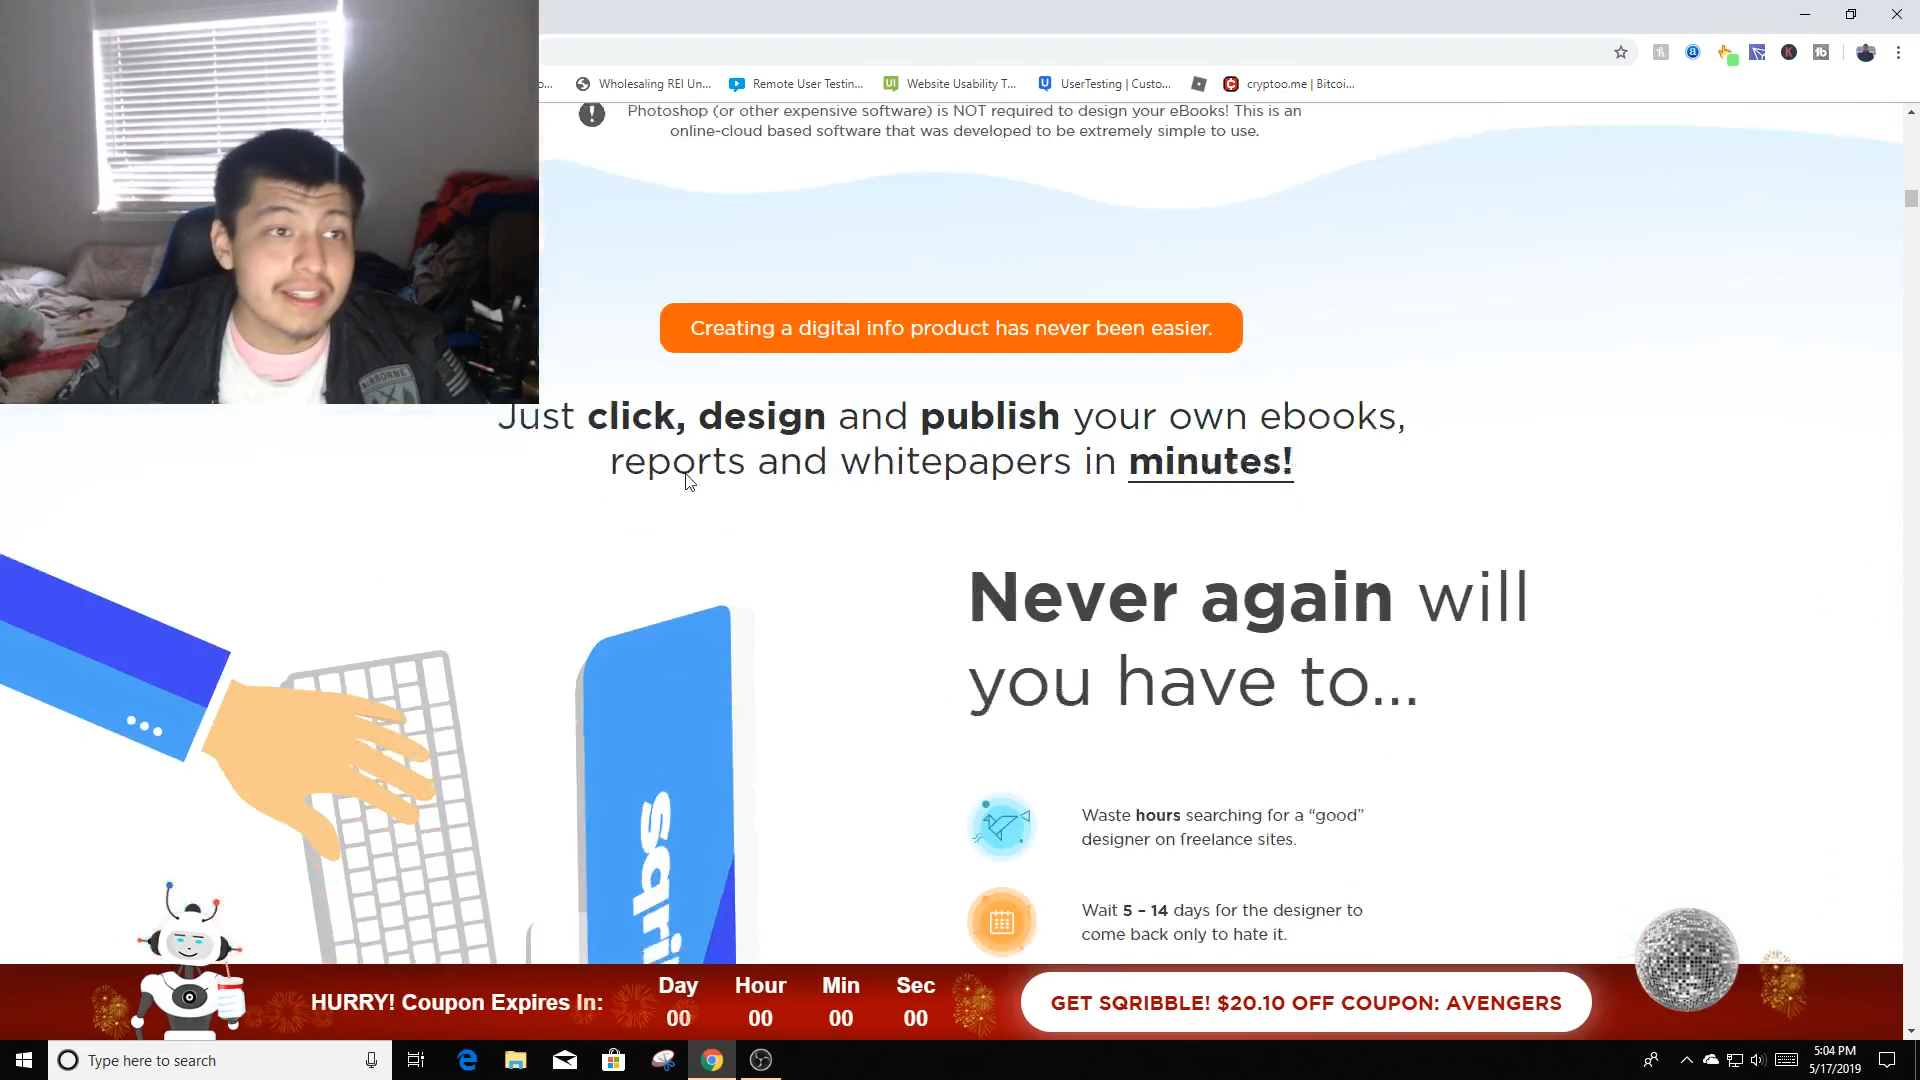 o...
Wholesaling REI Un...
Remote User Testin...
Website Usability T...
UserTesting | Custo...
cryptoo.me | Bitcoi...
Photoshop (or other expensive software) is NOT required to design your eBooks! This is an
online-cloud based software that was developed to be extremely simple to use.
AIRBORNE
Creating a digital info product has never been easier.
Just click, design and publish your own ebooks,
reports and whitepapers in minutes!
Never again will
you have to...
Waste hours searching for a “good”
designer on freelance sites.
Wait 5 – 14 days for the designer to
come back only to hate it.
sqri
HURRY! Coupon Expires In:
Day Hour Min Sec
00 00 00 00
GET SQRIBBLE! $20.10 OFF COUPON: AVENGERS
Type here to search
5:04 PM
5/17/2019